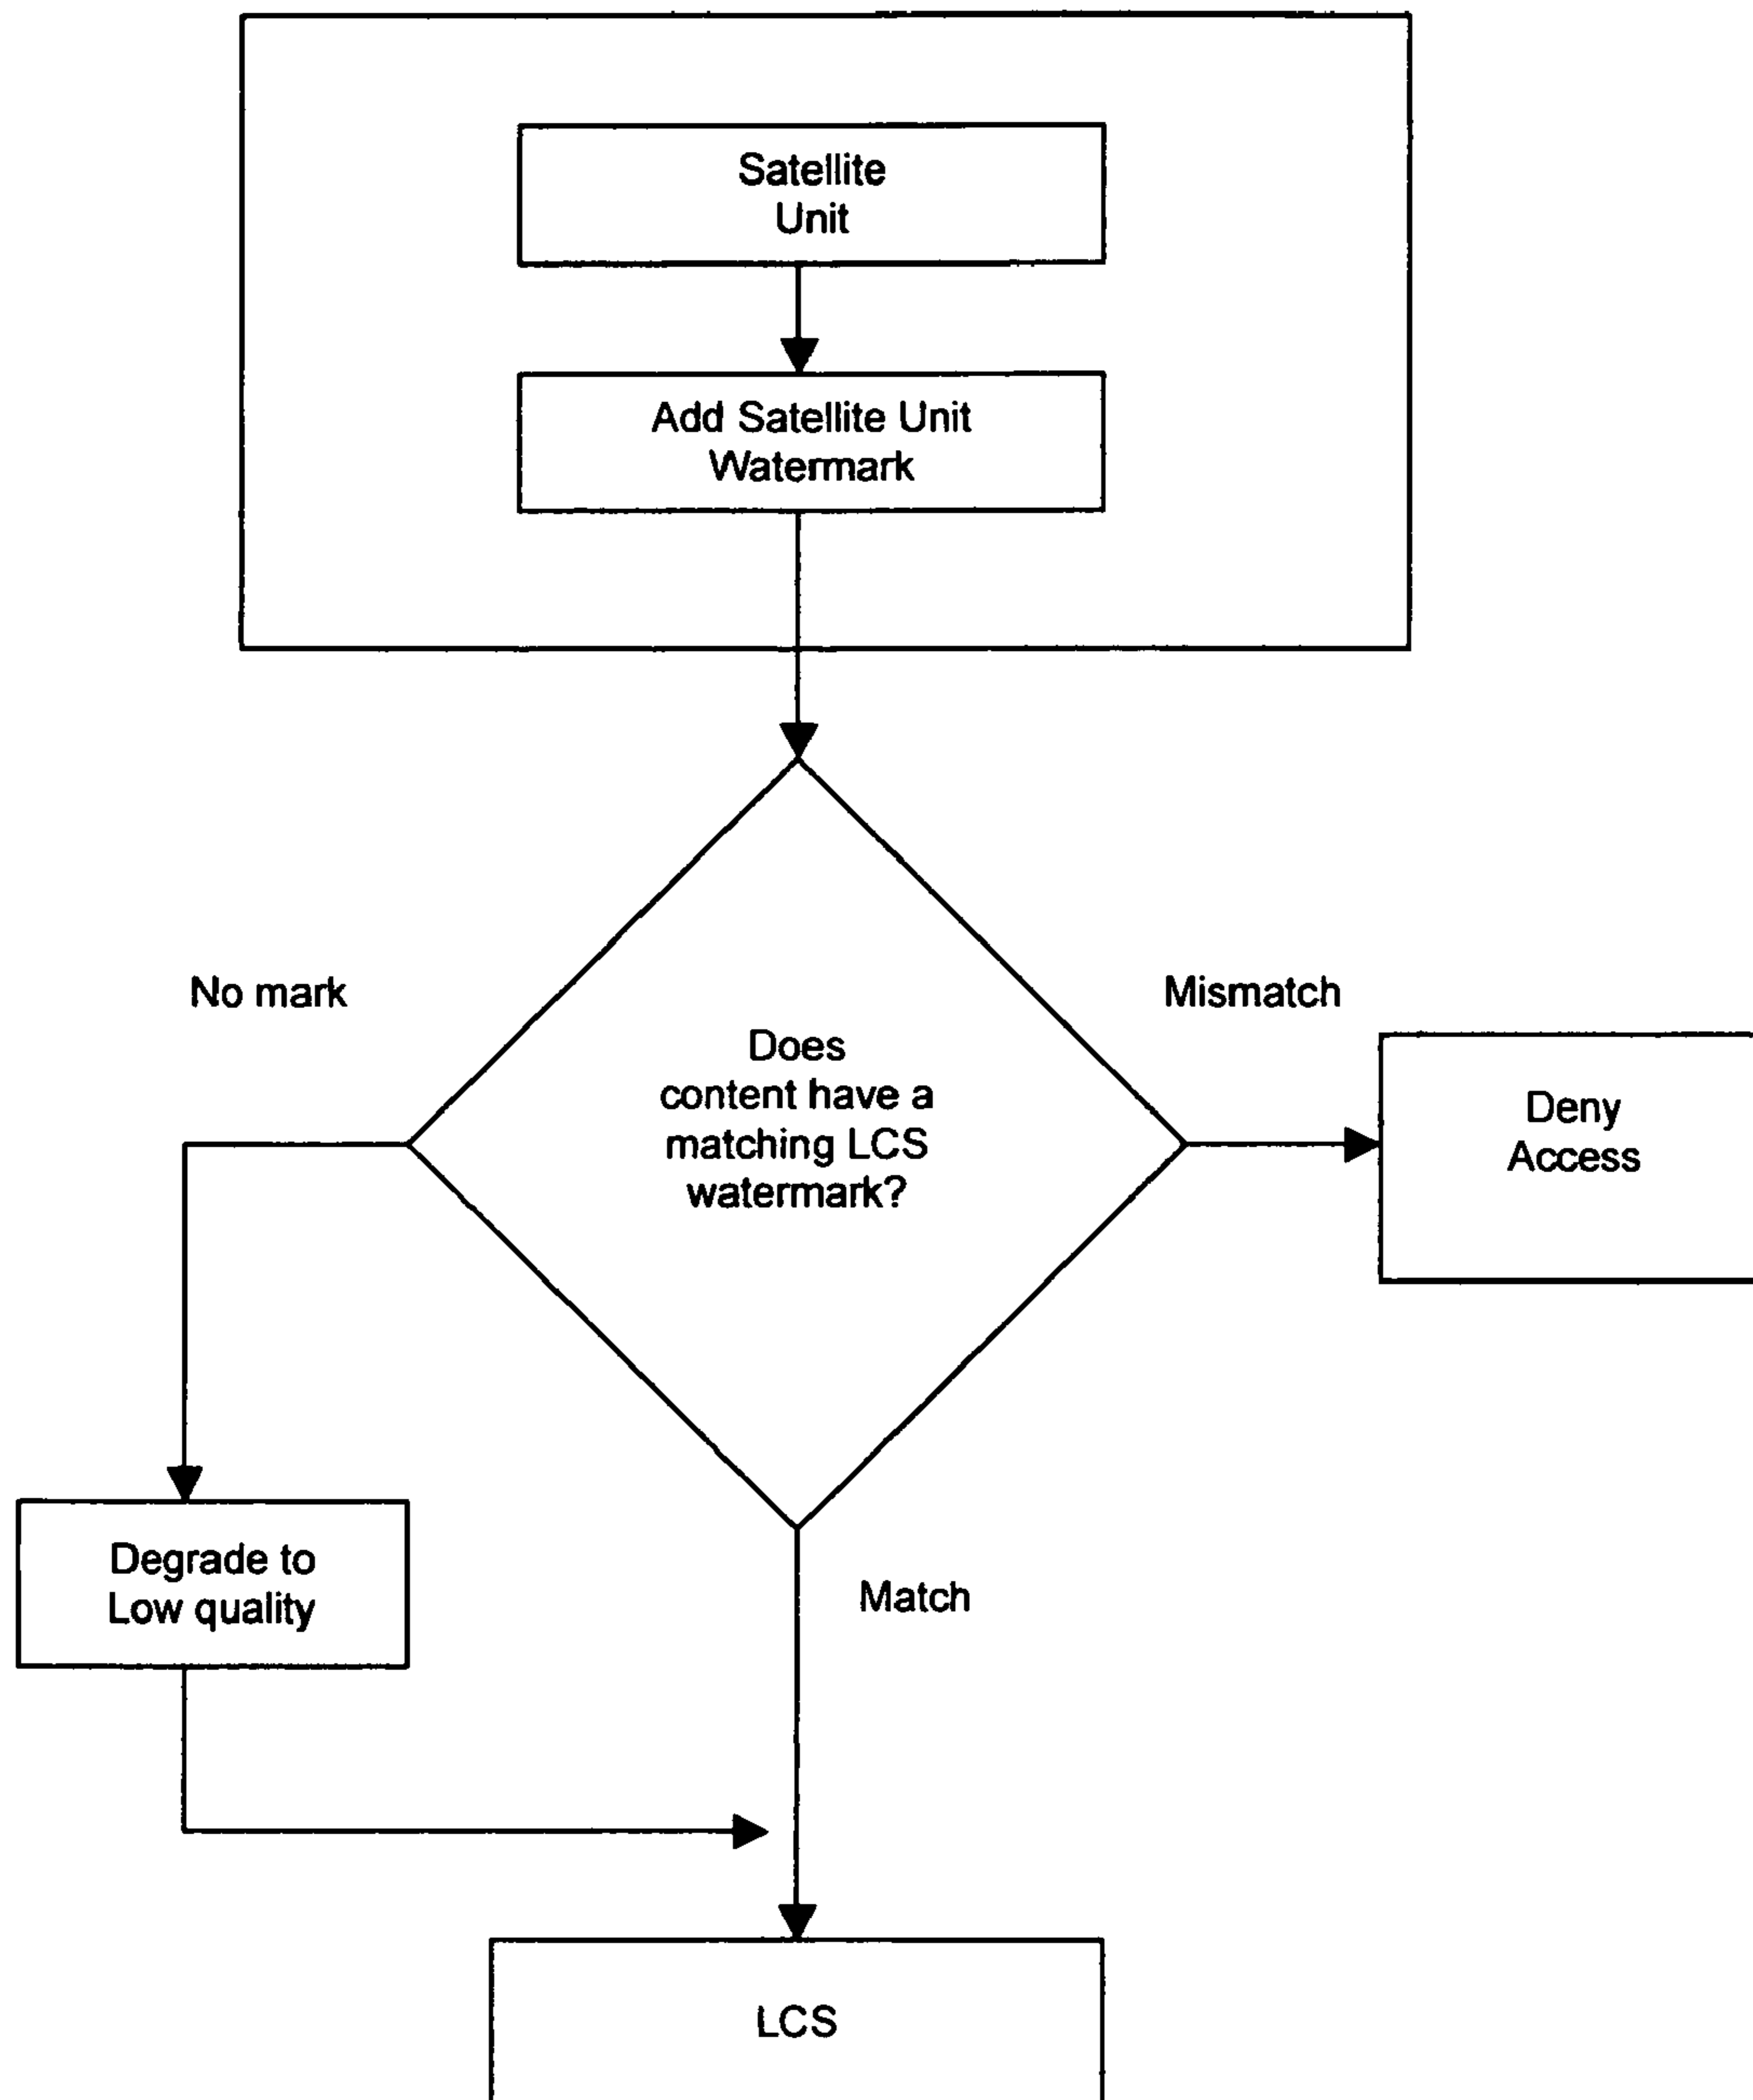 Satellite
Unit
Add Satellite Unit
Watermark
No mark
Mismatch
Does
content have a
matching LCS
watermark?
Deny
Access
Degrade to
Low quality
Match
LCS